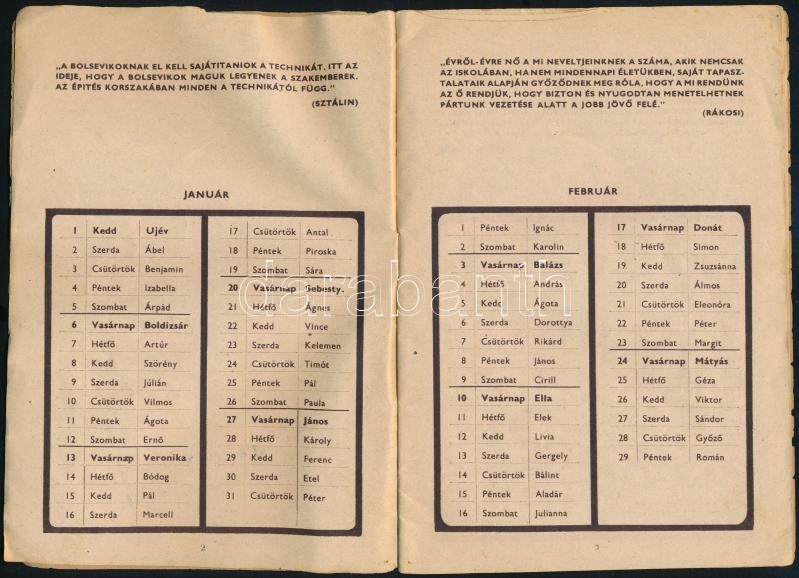 „A BOLSEVIKOKNAK EL KELL SAJÁTITANIOK A TECHNIKÁT. ITT AZ
IDEJE, HOGY A BOLSEVIKOK MAGUK LEGYENEK A SZAKEMBEREK.
AZ ÉPITÉS KORSZAKÁBAN MINDEN A TECHNIKÁTÓL FÜGG."
(SZTÁLIN)
JANUÁR
1 Kedd Ujév
2 Szerda Ábel
3 Csütörtök Benjamin
4 Péntek Izabella
5 Szombat Árpád
6 Vasárnap Boldizsár
7 Hétfő Artúr
8 Kedd Szörény
9 Szerda Júlián
10 Csütörtök Vilmos
11 Péntek Ágota
12 Szombat Ernő
13 Vasárnap Veronika
14 Hétfő Bódog
15 Kedd Pál
16 Szerda Marcell
17 Csütörtök Antal
18 Péntek Piroska
19 Szombat Sára
20 Vasárnap Sebesty.
21 Hétfő Ágnes
22 Kedd Vince
23 Szerda Kelemen
24 Csütörtök Timót
25 Péntek Pál
26 Szombat Paula
27 Vasárnap János
28 Hétfő Károly
29 Kedd Ferenc
30 Szerda Etel
31 Csütörtök Péter
2
„ÉVRŐL-ÉVRE NŐ A MI NEVELTJEINKNEK A SZÁMA, AKIK NEMCSAK
AZ ISKOLÁBAN, HANEM MINDENNAPI ÉLETÜKBEN, SAJÁT TAPASZ-
TALATAIK ALAPJÁN GYŐZŐDNEK MEG RÓLA, HOGY A MI RENDÜNK
AZ Ő RENDJÜK, HOGY BIZTON ÉS NYUGODTAN MENETELHETNEK
PÁRTUNK VEZETÉSE ALATT A JOBB JÖVŐ FELÉ."
(RÁKOSI)
FEBRUÁR
1 Péntek Ignác
2 Szombat Karolin
3 Vasárnap Balázs
4 Hétfő András
5 Kedd Ágota
6 Szerda Dorottya
7 Csütörtök Rikárd
8 Péntek János
9 Szombat Cirill
10 Vasárnap Ella
11 Hétfő Elek
12 Kedd Livia
13 Szerda Gergely
14 Csütörtök Bálint
15 Péntek Aladár
16 Szombat Julianna
17 Vasárnap Donát
18 Hétfő Simon
19 Kedd Zsuzsánna
20 Szerda Álmos
21 Csütörtök Eleonóra
22 Péntek Péter
23 Szombat Margit
24 Vasárnap Mátyás
25 Hétfő Géza
26 Kedd Viktor
27 Szerda Sándor
28 Csütörtök Győző
29 Péntek Román
3
darabanth